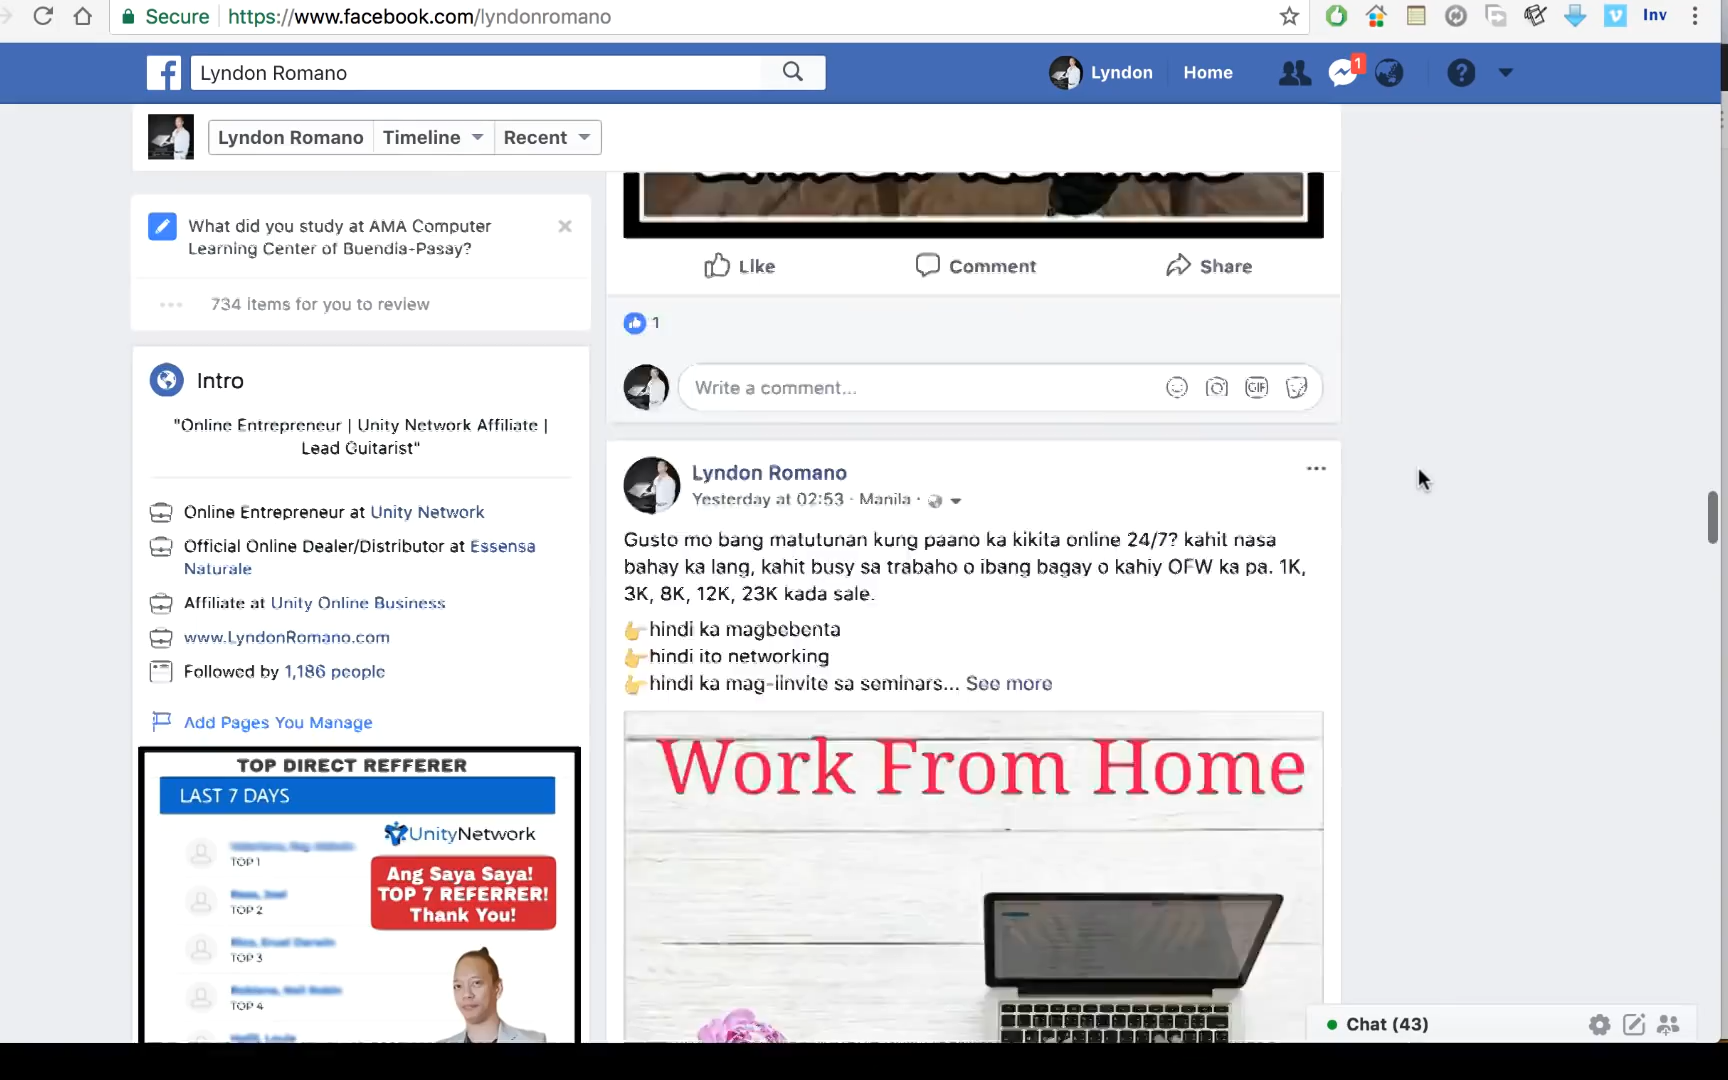 Secure https://www.facebook.com/lyndonromano
Inv
Lyndon Romano
Lyndon Home
1
Lyndon Romano Timeline Recent
What did you study at AMA Computer
Learning Center of Buendia-Pasay?
734 items for you to review
Intro
"Online Entrepreneur | Unity Network Affiliate |
Lead Guitarist"
Online Entrepreneur at Unity Network
Official Online Dealer/Distributor at Essensa
Naturale
Affiliate at Unity Online Business
www.LyndonRomano.com
Followed by 1,186 people
Add Pages You Manage
TOP DIRECT REFFERER
LAST 7 DAYS
UnityNetwork
TOP 1
TOP 2
TOP 3
TOP 4
Ang Saya Saya!
TOP 7 REFERRER!
Thank You!
Like Comment Share
1
Write a comment...
GIF
Lyndon Romano
Yesterday at 02:53 · Manila ·
Gusto mo bang matutunan kung paano ka kikita online 24/7? kahit nasa
bahay ka lang, kahit busy sa trabaho o ibang bagay o kahiy OFW ka pa. 1K,
3K, 8K, 12K, 23K kada sale.
👉hindi ka magbebenta
👉hindi ito networking
👉hindi ka mag-iinvite sa seminars... See more
Work From Home
Chat (43)